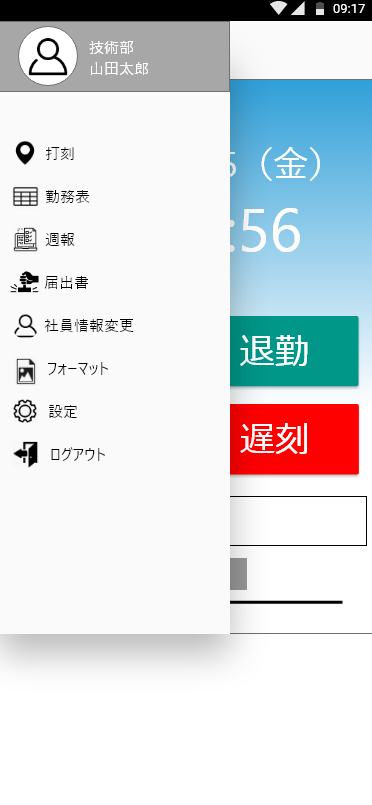 09:17
技術部
山田太郎
（金）
:56
打刻
勤務表
週報
届出書
社員情報変更
フォーマット
設定
ログアウト
退勤
遅刻